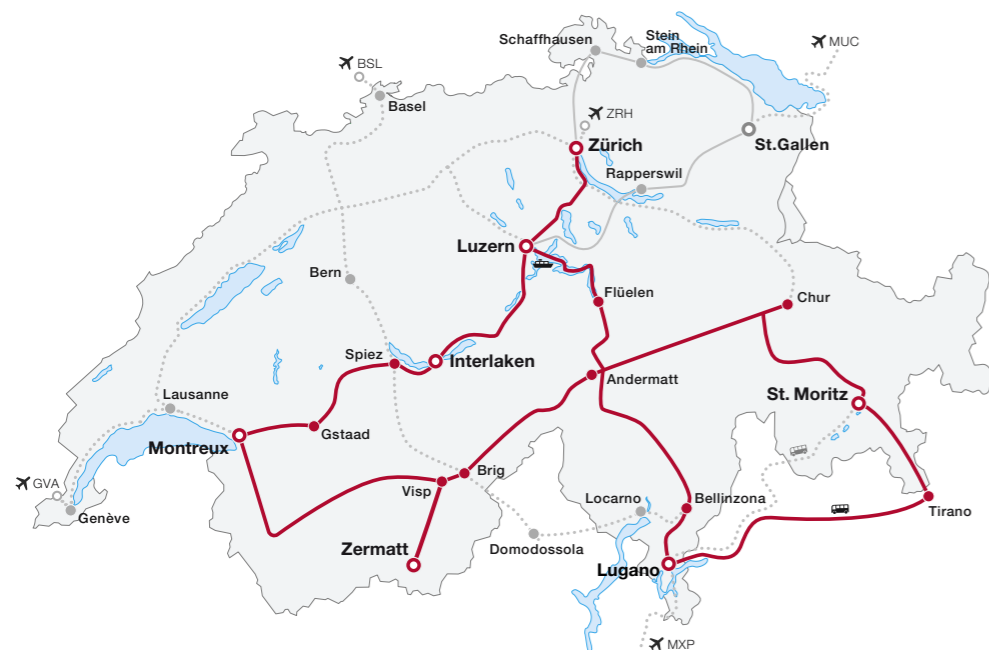 Schaffhausen
Stein
am Rhein
MUC
BSL
Basel
ZRH
Zürich
St.Gallen
Rapperswil
Luzern
Bern
Flüelen
Chur
Spiez
Interlaken
Andermatt
St. Moritz
Lausanne
Gstaad
Montreux
Brig
Visp
GVA
Genève
Locarno
Bellinzona
Tirano
Domodossola
Zermatt
Lugano
MXP